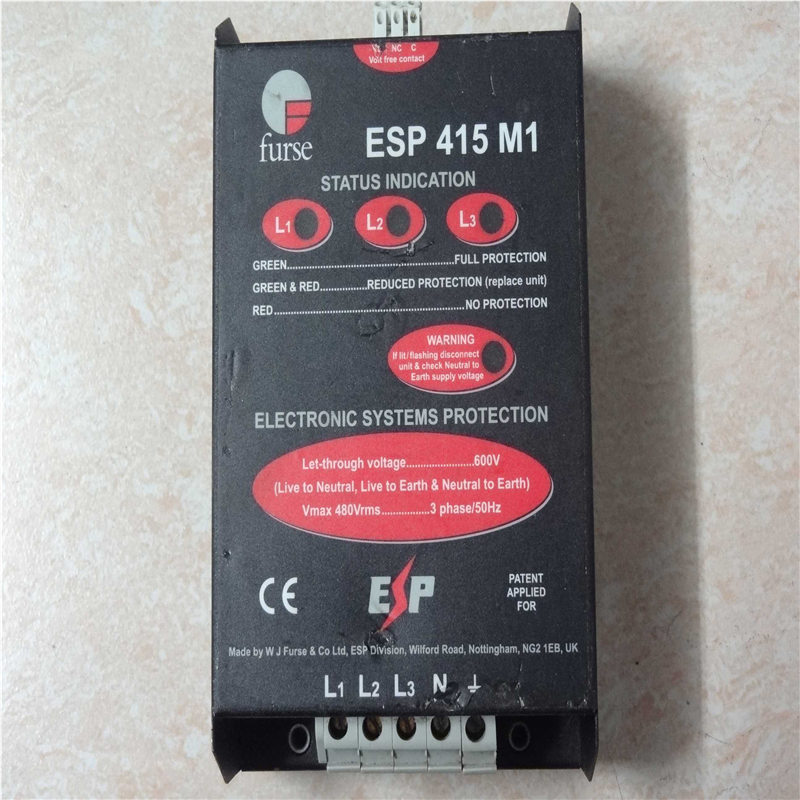 NC C
Volt free contact
furse
ESP 415 M1
STATUS INDICATION
L1 L2 L3
GREEN..................................................FULL PROTECTION
GREEN & RED..............REDUCED PROTECTION (replace unit)
RED.........................................................NO PROTECTION
WARNING
If lit/flashing disconnect
unit & check Neutral to
Earth supply voltage
ELECTRONIC SYSTEMS PROTECTION
Let-through voltage.......................600V
(Live to Neutral, Live to Earth & Neutral to Earth)
Vmax 480Vrms.................3 phase/50Hz
CE
ESP
PATENT
APPLIED
FOR
Made by W J Furse & Co Ltd, ESP Division, Wilford Road, Nottingham, NG2 1EB, UK
L1 L2 L3 N